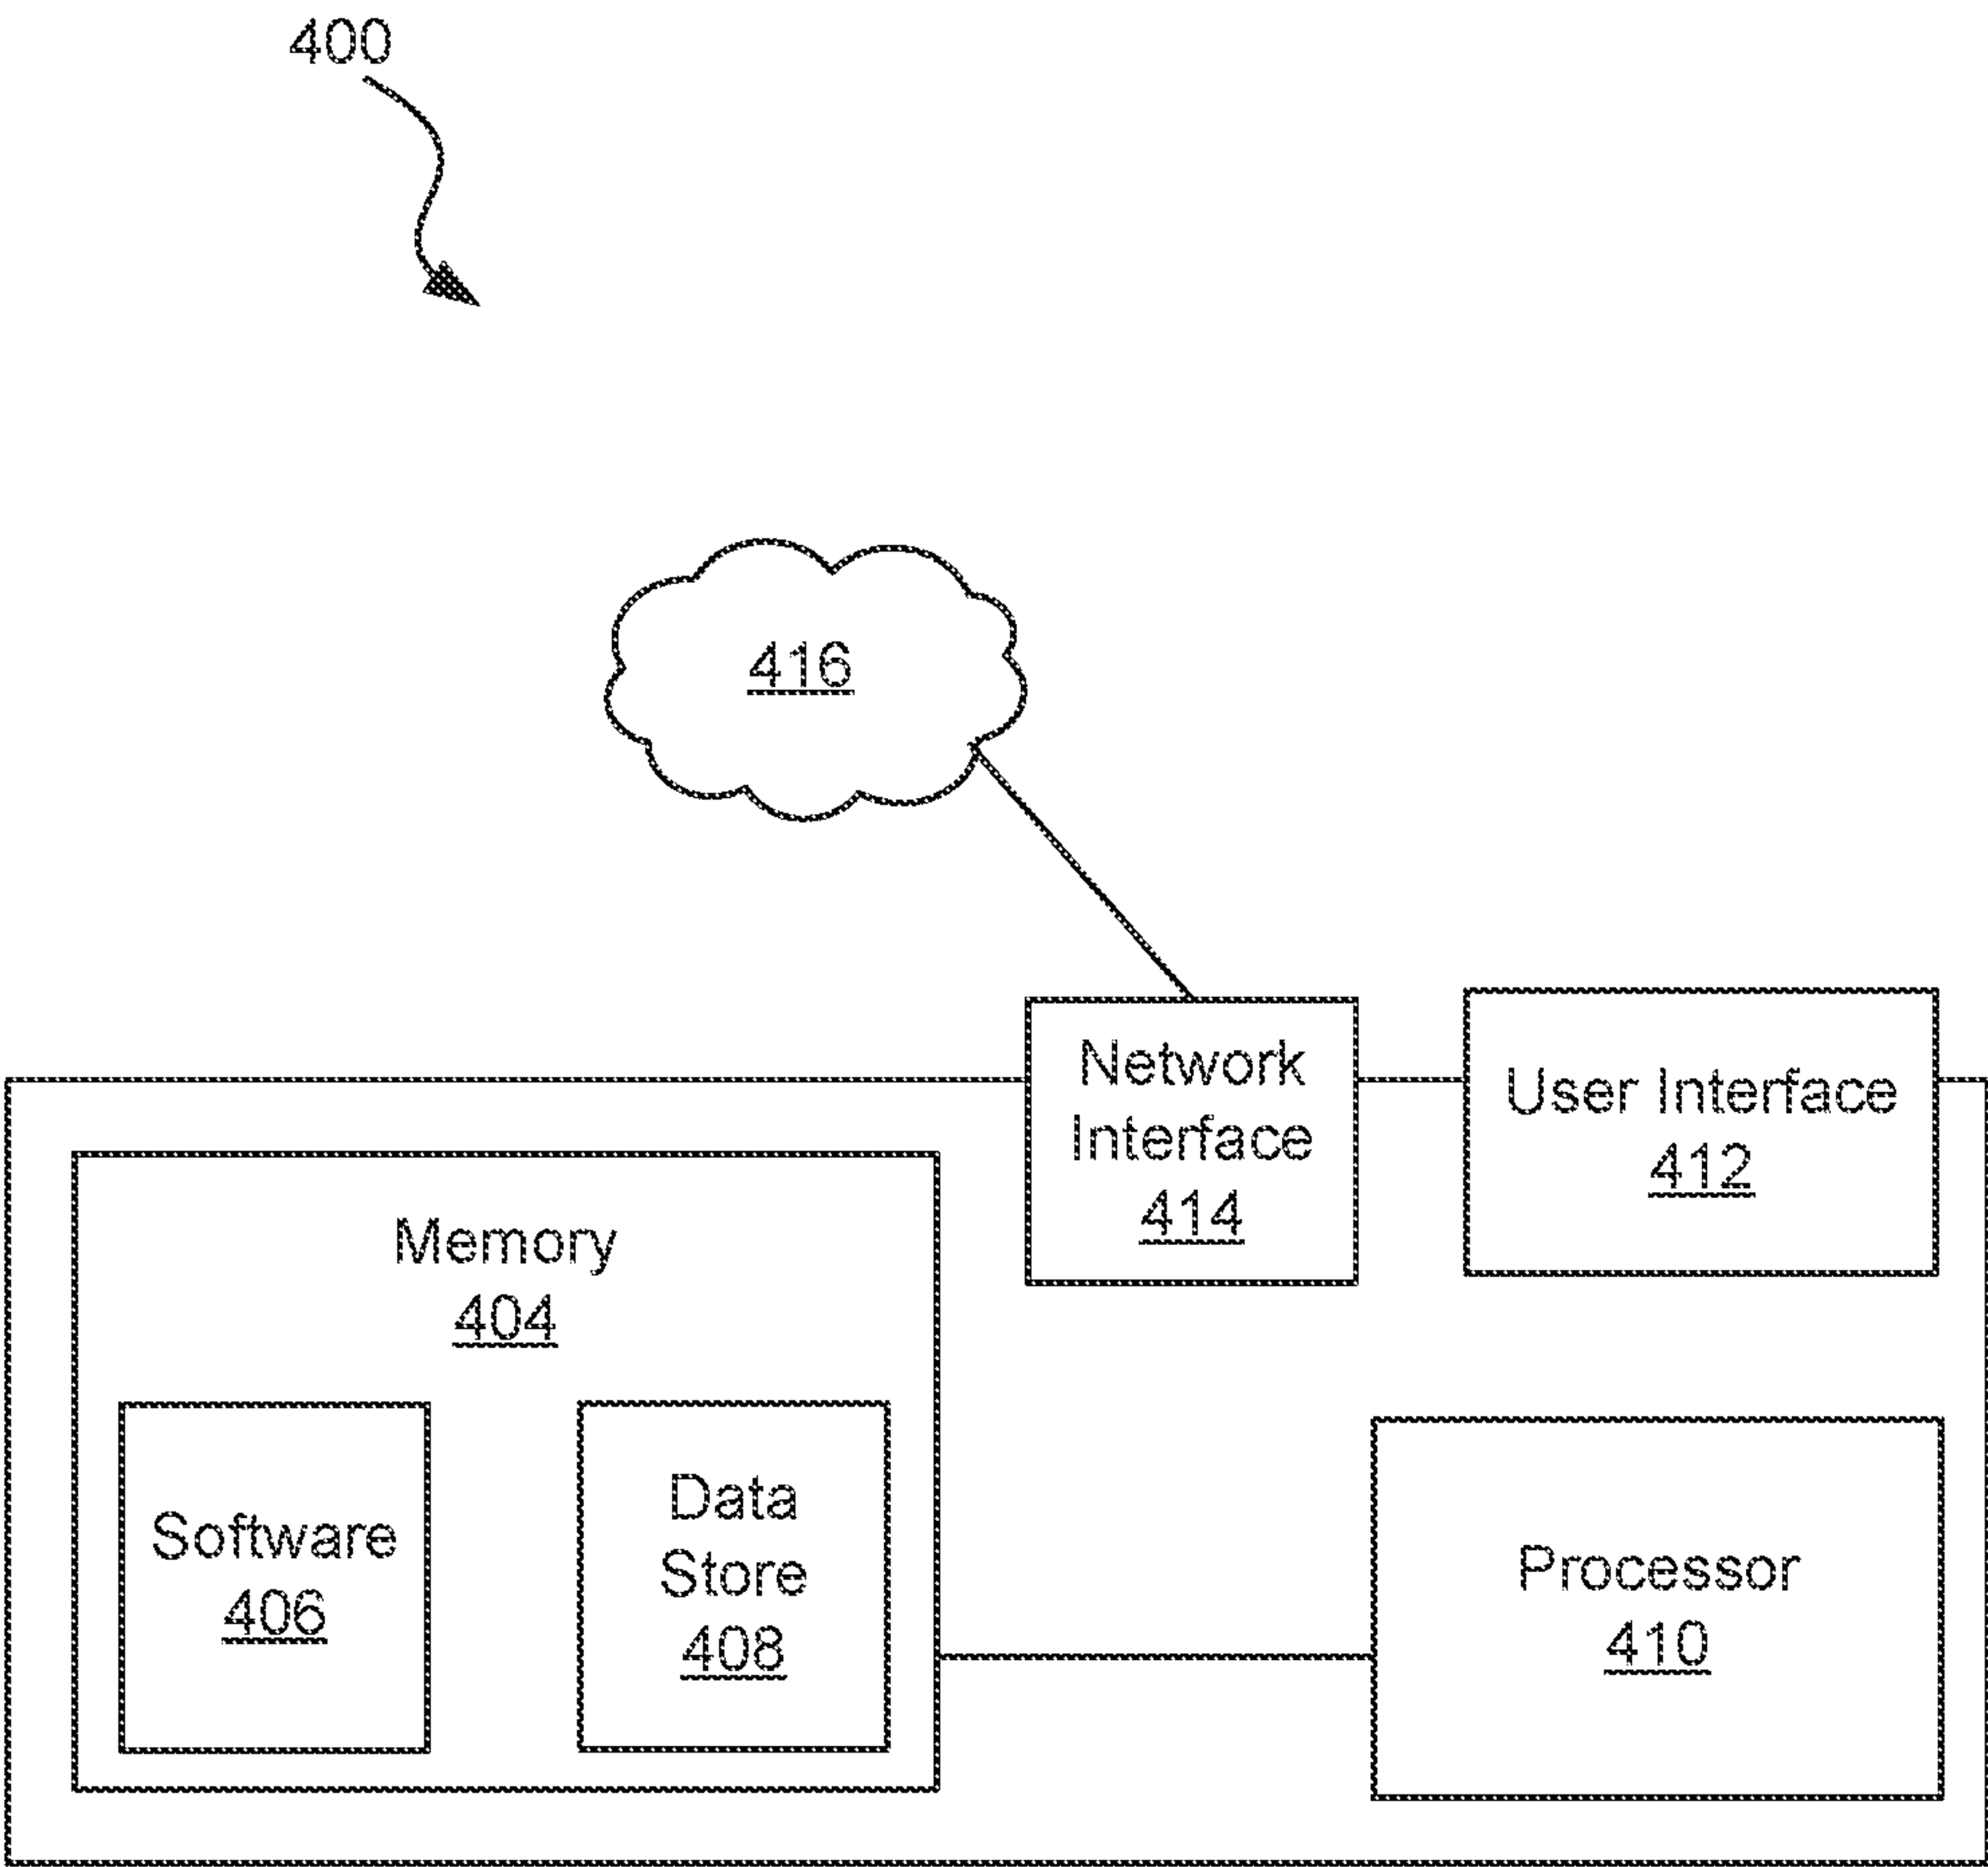 400
416
Network
Interface
414
User Interface
412
Memory
404
Software
406
Data
Store
408
Processor
410